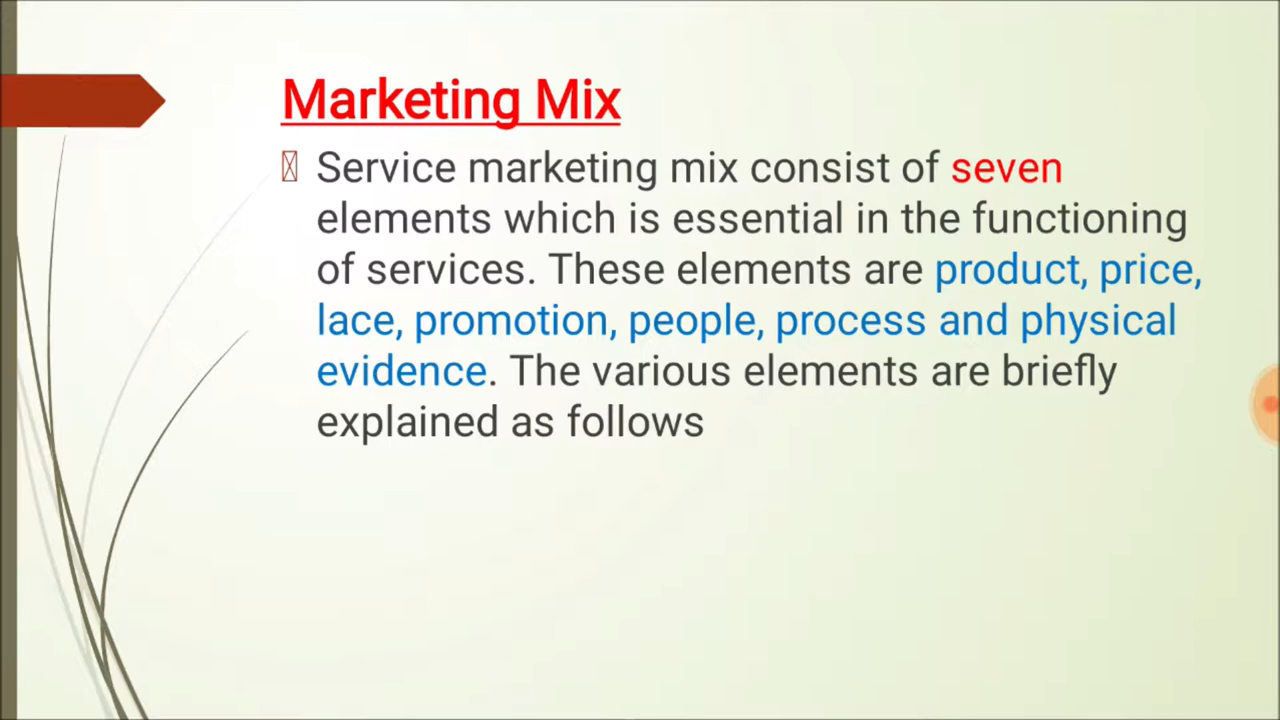 Marketing Mix
Service marketing mix consist of seven
elements which is essential in the functioning
of services. These elements are product, price,
lace, promotion, people, process and physical
evidence. The various elements are briefly
explained as follows